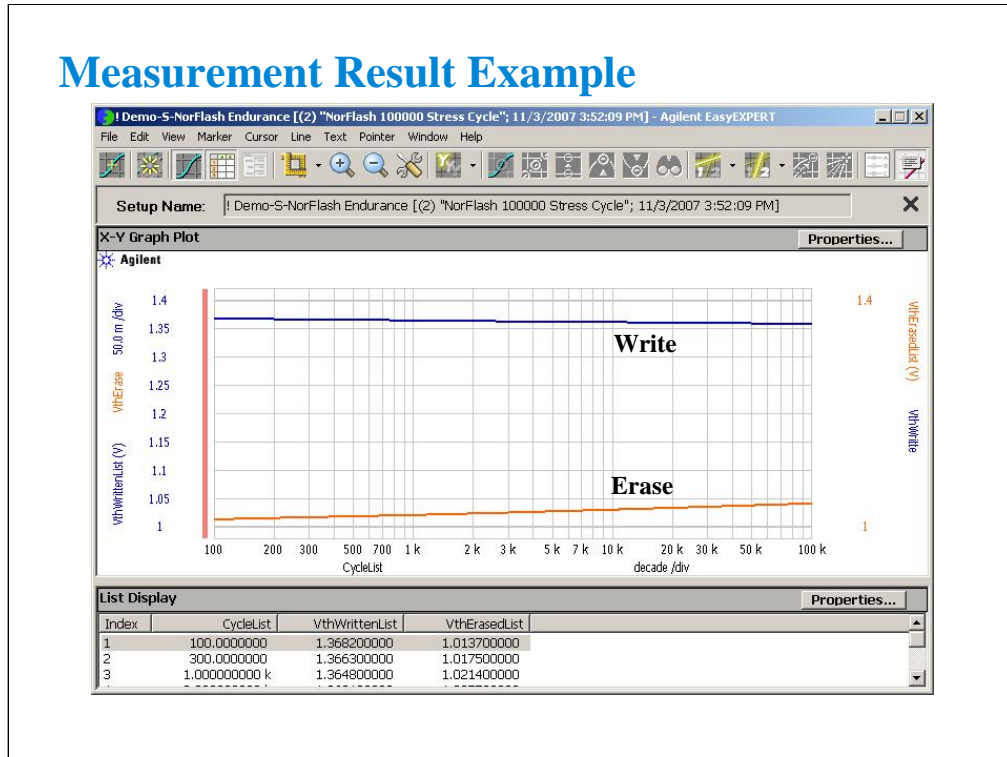 Measurement Result Example
! Demo-S-NorFlash Endurance [(2) "NorFlash 100000 Stress Cycle"; 11/3/2007 3:52:09 PM] - Agilent EasyEXPERT
File Edit View Marker Cursor Line Text Pointer Window Help
Setup Name: ! Demo-S-NorFlash Endurance [(2) "NorFlash 100000 Stress Cycle"; 11/3/2007 3:52:09 PM]
X-Y Graph Plot Properties...
Agilent
VthWrittenList (V) VthErase 50.0 m /div
1.4
1.35
1.3
1.25
1.2
1.15
1.1
1.05
1
Write
Erase
1.4
1
VthErasedList (V) VthWritte
100 200 300 500 700 1 k 2 k 3 k 5 k 7 k 10 k 20 k 30 k 50 k 100 k
CycleList decade /div
List Display Properties...
Index CycleList VthWrittenList VthErasedList
1 100.0000000 1.368200000 1.013700000
2 300.0000000 1.366300000 1.017500000
3 1.000000000 k 1.364800000 1.021400000